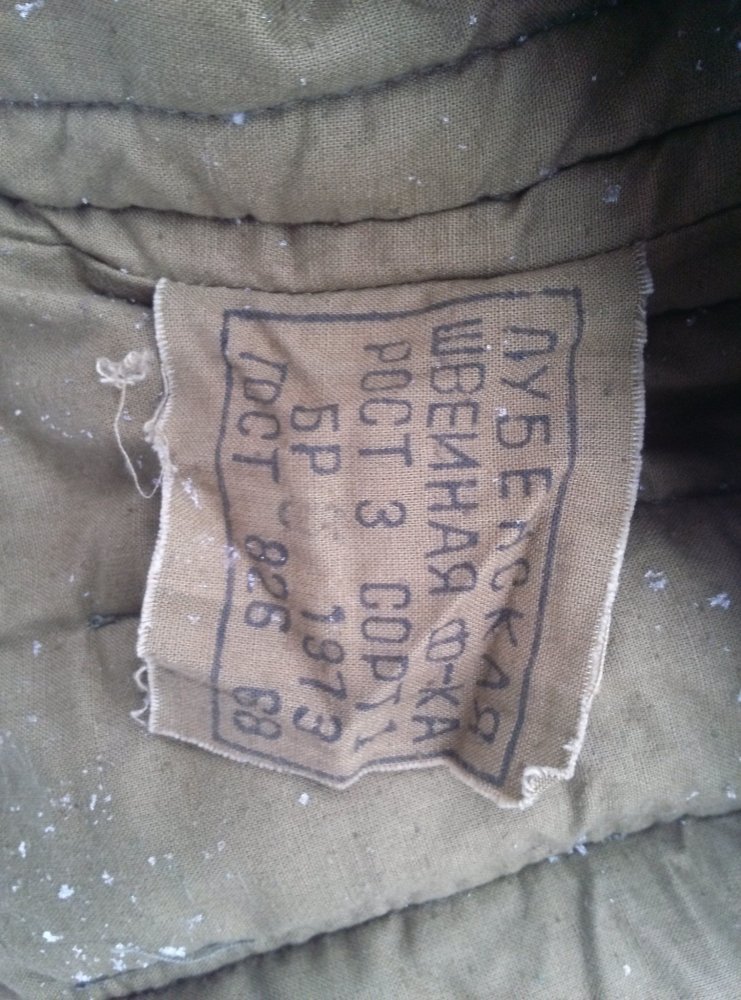 ЛУБЕНСКАЯ
ШВЕЙНАЯ Ф-КА
РОСТ 3 СОРТ 1
БР 1973
ГОСТ 826 68